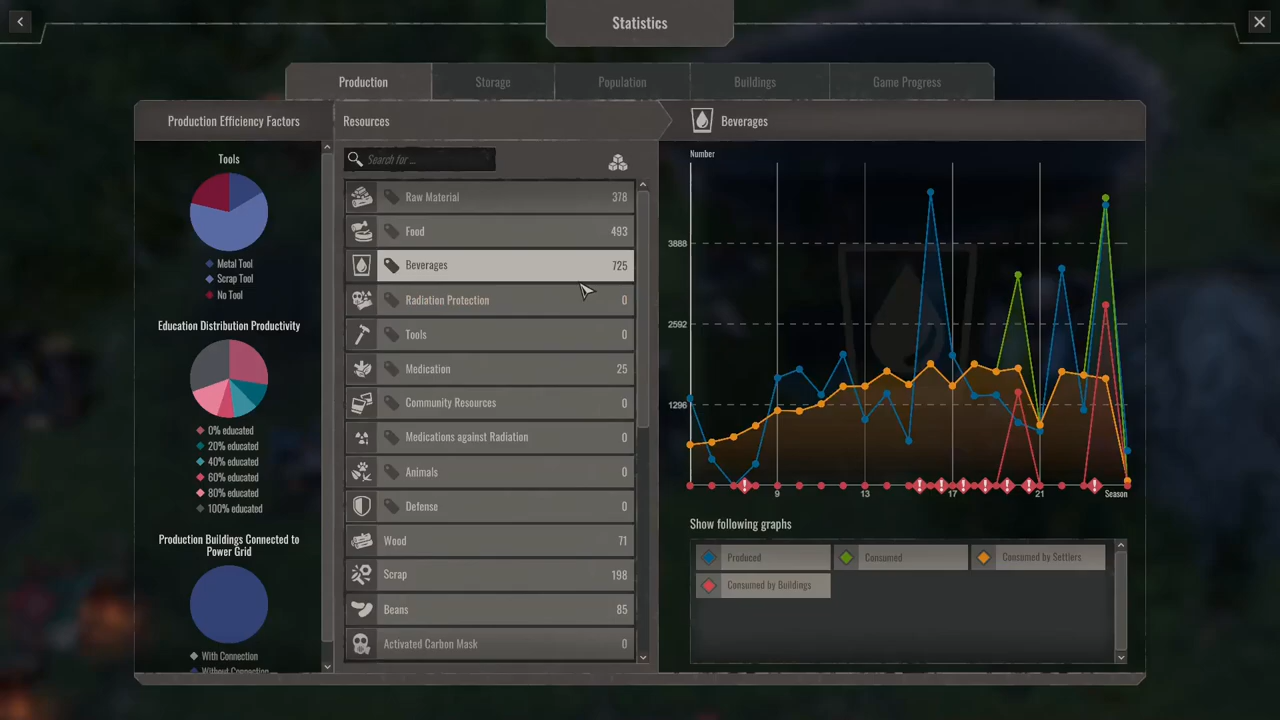 Statistics
Production
Storage
Population
Buildings
Game Progress
Production Efficiency Factors
Tools
Metal Tool
Scrap Tool
No Tool
Education Distribution Productivity
0% educated
20% educated
40% educated
60% educated
80% educated
100% educated
Production Buildings Connected to
Power Grid
With Connection
Without Connection
Resources
Search for ...
Raw Material 378
Food 493
Beverages 725
Radiation Protection 0
Tools 0
Medication 25
Community Resources 0
Medications against Radiation 0
Animals 0
Defense 0
Wood 71
Scrap 198
Beans 85
Activated Carbon Mask 0
Beverages
Number
3888
2592
1296
9 13 17 21 Season
Show following graphs
Produced
Consumed
Consumed by Settlers
Consumed by Buildings